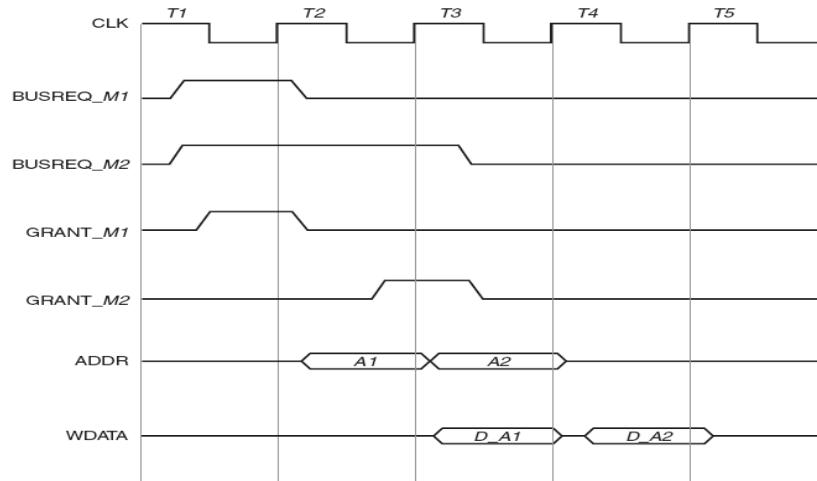 T1 T2 T3 T4 T5
CLK
BUSREQ_M1
BUSREQ_M2
GRANT_M1
GRANT_M2
ADDR A1 A2
WDATA D_A1 D_A2